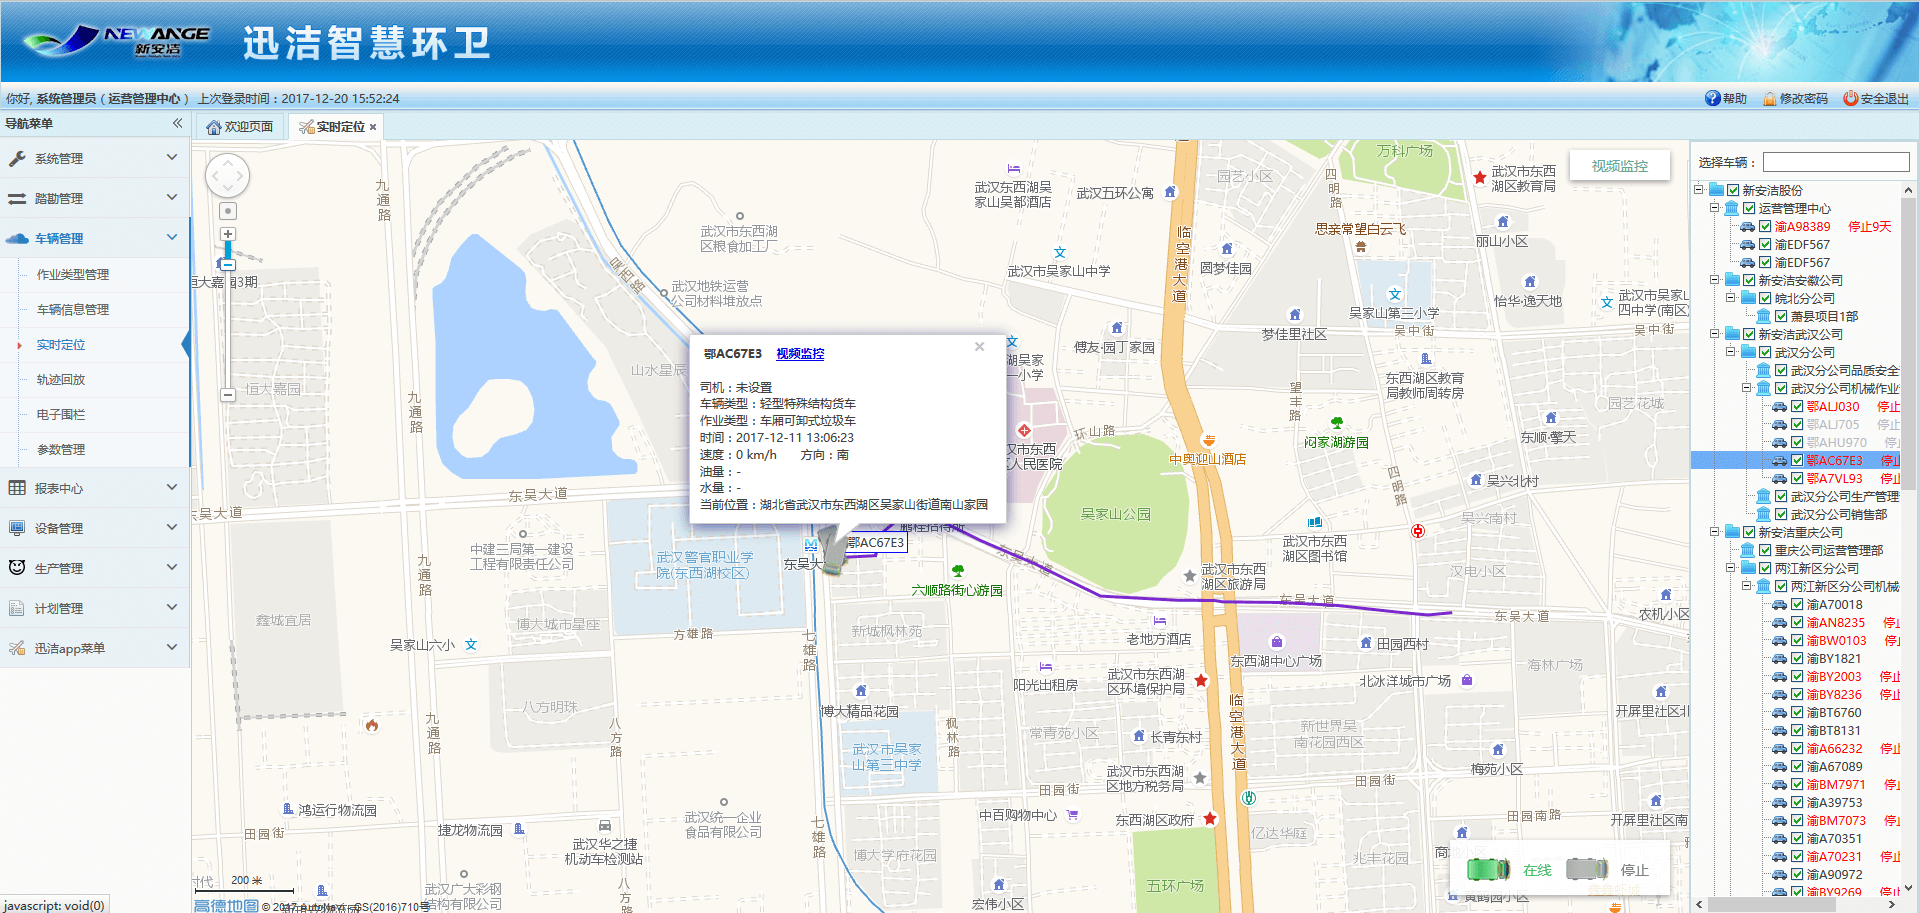 NEWANGE
新安洁
迅洁智慧环卫
你好, 系统管理员 ( 运营管理中心 ) 上次登录时间：2017-12-20 15:52:24
帮助 修改密码 安全退出
导航菜单
欢迎页面
实时定位
系统管理
踏勘管理
车辆管理
作业类型管理
车辆信息管理
实时定位
轨迹回放
电子围栏
参数管理
报表中心
设备管理
生产管理
计划管理
迅洁app菜单
javascript: void(0)
视频监控
鄂AC67E3 视频监控
司机：未设置
车辆类型：轻型特殊结构货车
作业类型：车厢可卸式垃圾车
时间：2017-12-11 13:06:23
速度：0 km/h 方向：南
油量：-
水量：-
当前位置：湖北省武汉市东西湖区吴家山街道南山家园
鄂AC67E3
九通路
恒大嘉园
九通路
武汉市东西湖
区粮食加工厂
武汉地铁运营
公司材料堆放点
吴西路
山水星辰
武汉东西湖吴
家山吴都酒店
武汉五环公寓
武汉市吴家山中学
临空港大道
园艺小区
四明路
万科广场
武汉市东西
湖区教育局
思亲常望白云飞
丽山小区
圆梦佳园
怡华·逸天地
武汉市吴家山
四中学(南区)
吴家山第三小学
吴中街
吴中街
梦佳里社区
傅友·园丁家园
东西湖区教育
局教师周转房
望丰路
园艺花城
东顺·擎天
闷家湖游园
环山路
中奥迎山酒店
四明路
吴兴北村
吴家山公园
吴兴南村
武汉市东西
湖区图书馆
汉电小区
武汉市东西
湖区旅游局
东吴大道
东吴大道
东吴大道
东吴大道
农机小区
中建三局第一建设
工程有限责任公司
武汉警官职业学
院(东西湖校区)
六顺路街心游园
九通路
鑫城宜居
博大城市星座
吴家山六小
方雄路
七雄路
新城枫林苑
老地方酒店
东西湖中心广场
田园西村
海林广场
阳光出租房
武汉市东西湖
区环境保护局
北冰洋城市广场
八方明珠
九通路
八方路
博大精品花园
枫林路
常青苑小区
长青东村
临空港大道
新世界吴
南花园西区
开屏里社区北
梅苑小区
武汉市吴家
山第三中学
武汉市东西湖
区地方税务局
田园街
田园街
鸿运行物流园
田园街
捷龙物流园
武汉华之捷
机动车检测站
武汉统一企业
食品有限公司
七雄路
中百购物中心
东西湖区政府
亿达华庭
田园南路
开屏里社区南
博大学府花园
兆丰花园
五环广场
八方路
武汉广大彩钢
结构有限公司
宏伟小区
200 米
高德地图
在线 停止
选择车辆：
新安洁股份
运营管理中心
渝A98389 停止9天
渝EDF567
渝EDF567
新安洁安徽公司
皖北分公司
萧县项目1部
新安洁武汉公司
武汉分公司
武汉分公司品质安全
武汉分公司机械作业
鄂ALJ030 停止
鄂ALJ705 停止
鄂AHU970 停止
鄂AC67E3 停止
鄂A7VL93 停止
武汉分公司生产管理
武汉分公司销售部
新安洁重庆公司
重庆公司运营管理部
两江新区分公司
两江新区分公司机械
渝A70018
渝AN8235 停止
渝BW0103 停止
渝BY1821
渝BY2003 停止
渝BY8236 停止
渝BT6760
渝BT8131
渝A66232 停止
渝A67089
渝BM7971 停止
渝A39753
渝BM7073 停止
渝A70351
渝A70231 停止
渝A90972
渝BY9269 停止